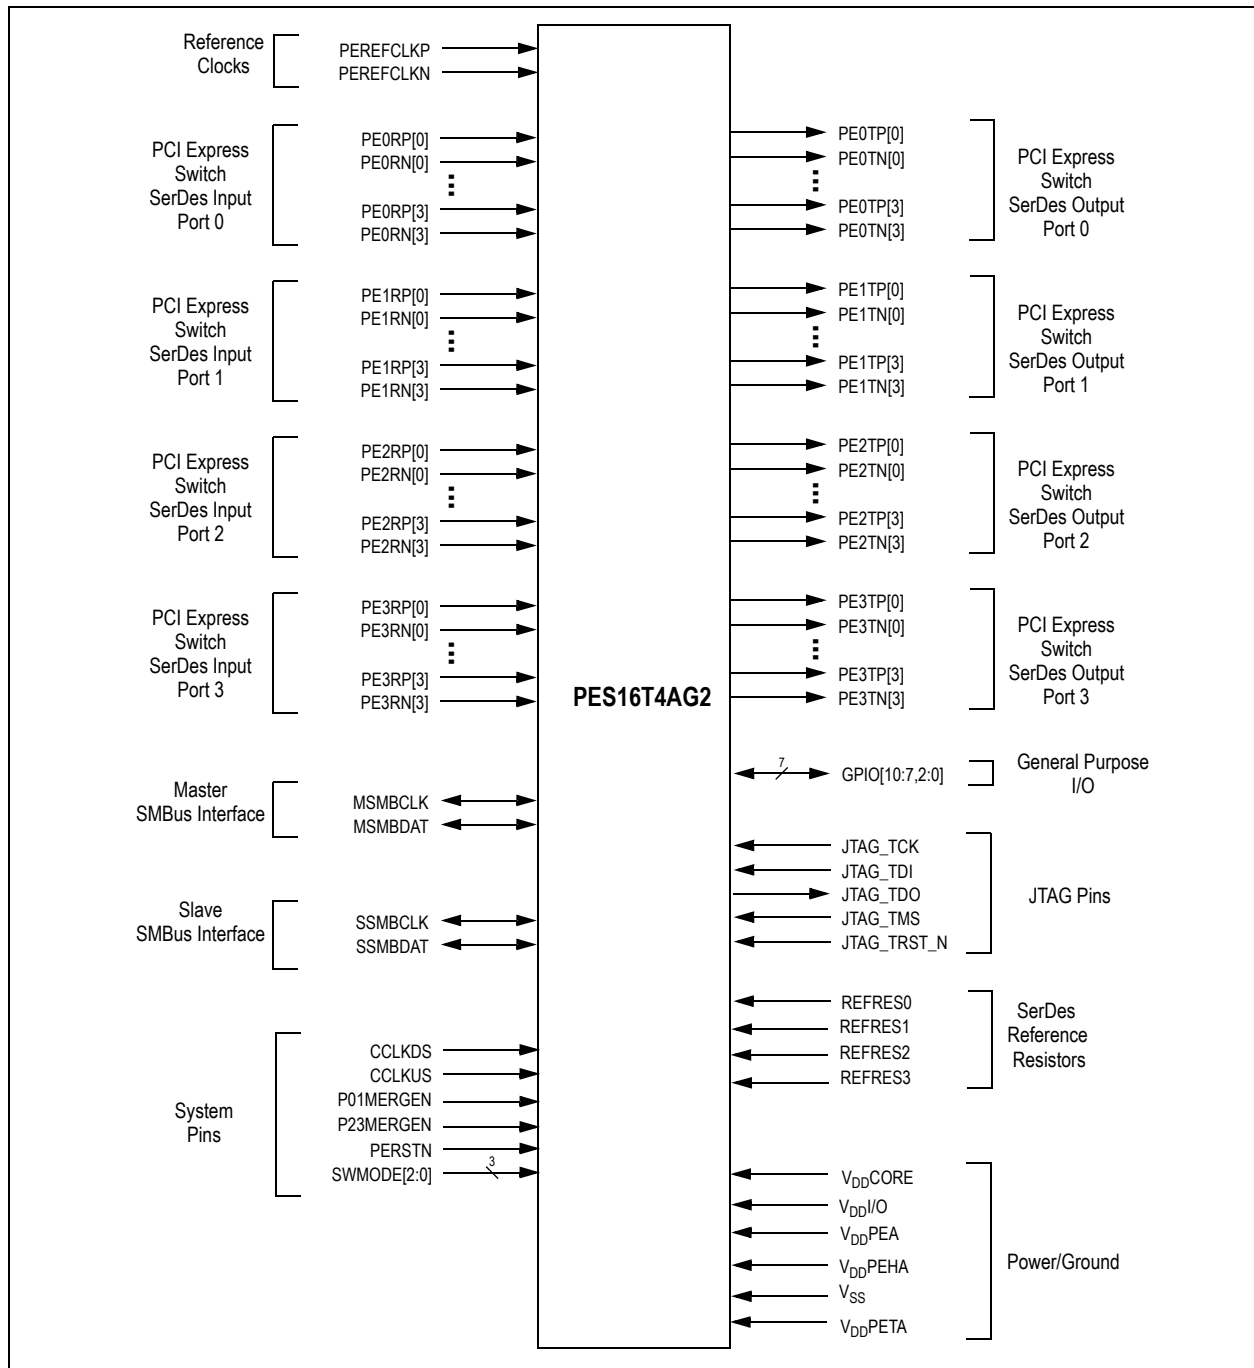 Reference
Clocks
PEREFCLKP
PEREFCLKN
PCI Express
Switch
SerDes Input
Port 0
PE0RP[0]
PE0RN[0]
PE0RP[3]
PE0RN[3]
PCI Express
Switch
SerDes Input
Port 1
PE1RP[0]
PE1RN[0]
PE1RP[3]
PE1RN[3]
PCI Express
Switch
SerDes Input
Port 2
PE2RP[0]
PE2RN[0]
PE2RP[3]
PE2RN[3]
PCI Express
Switch
SerDes Input
Port 3
PE3RP[0]
PE3RN[0]
PE3RP[3]
PE3RN[3]
Master
SMBus Interface
MSMBCLK
MSMBDAT
Slave
SMBus Interface
SSMBCLK
SSMBDAT
System
Pins
CCLKDS
CCLKUS
P01MERGEN
P23MERGEN
PERSTN
SWMODE[2:0]
3
PES16T4AG2
PE0TP[0]
PE0TN[0]
PE0TP[3]
PE0TN[3]
PCI Express
Switch
SerDes Output
Port 0
PE1TP[0]
PE1TN[0]
PE1TP[3]
PE1TN[3]
PCI Express
Switch
SerDes Output
Port 1
PE2TP[0]
PE2TN[0]
PE2TP[3]
PE2TN[3]
PCI Express
Switch
SerDes Output
Port 2
PE3TP[0]
PE3TN[0]
PE3TP[3]
PE3TN[3]
PCI Express
Switch
SerDes Output
Port 3
7
GPIO[10:7,2:0]
General Purpose
I/O
JTAG_TCK
JTAG_TDI
JTAG_TDO
JTAG_TMS
JTAG_TRST_N
JTAG Pins
REFRES0
REFRES1
REFRES2
REFRES3
SerDes
Reference
Resistors
VDDCORE
VDDI/O
VDDPEA
VDDPEHA
VSS
VDDPETA
Power/Ground